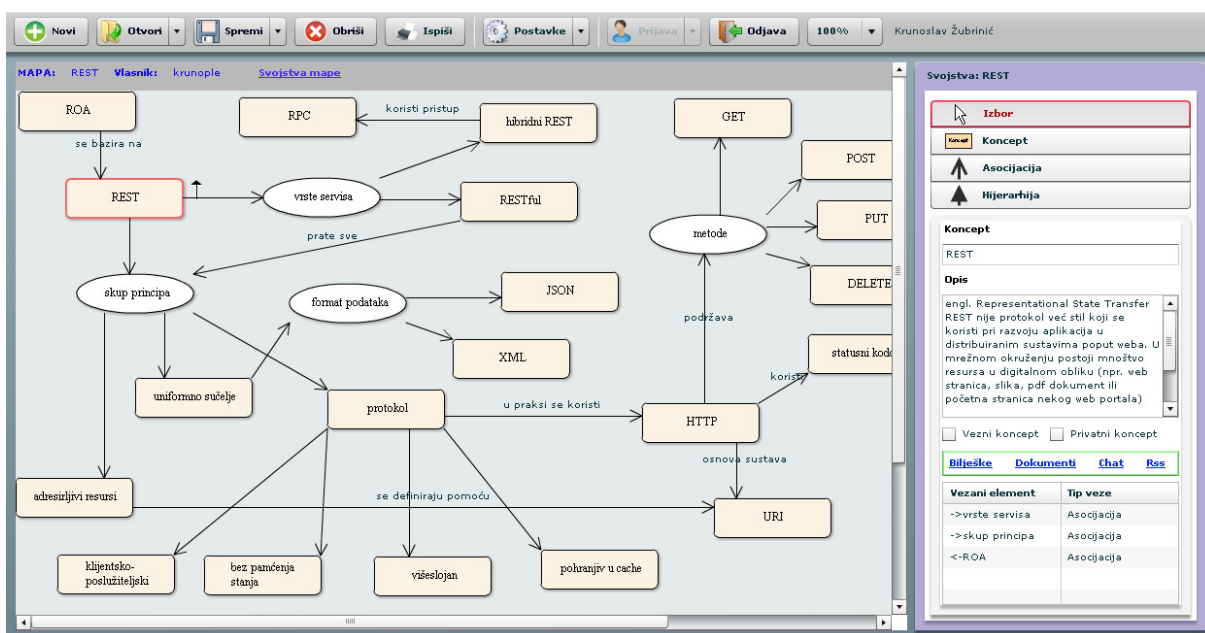 Novi Otvori Spremi Obriši Ispiši Postavke Prijava Odjava 100% Krunoslav Žubrinić
MAPA: REST Vlasnik: krunople Svojstva mape
ROA
RPC
koristi pristup
hibridni REST
GET
se bazira na
POST
REST
vrste servisa
RESTful
PUT
prate sve
metode
skup principa
format podataka
JSON
DELETE
podržava
XML
statusni kodo
koristi
uniformno sučelje
protokol
u praksi se koristi
HTTP
osnova sustava
adresirljivi resursi
se definiraju pomoću
URI
klijentsko-
poslužiteljski
bez pamćenja
stanja
višeslojan
pohranjiv u cache
Svojstva: REST
Izbor
Koncept Koncept
Asocijacija
Hijerarhija
Koncept
REST
Opis
engl. Representational State Transfer
REST nije protokol već stil koji se
koristi pri razvoju aplikacija u
distribuiranim sustavima poput weba. U
mrežnom okruženju postoji mnoštvo
resursa u digitalnom obliku (npr. web
stranica, slika, pdf dokument ili
početna stranica nekog web portala)
Vezni koncept Privatni koncept
Bilješke Dokumenti Chat Rss
Vezani element Tip veze
->vrste servisa Asocijacija
->skup principa Asocijacija
<-ROA Asocijacija